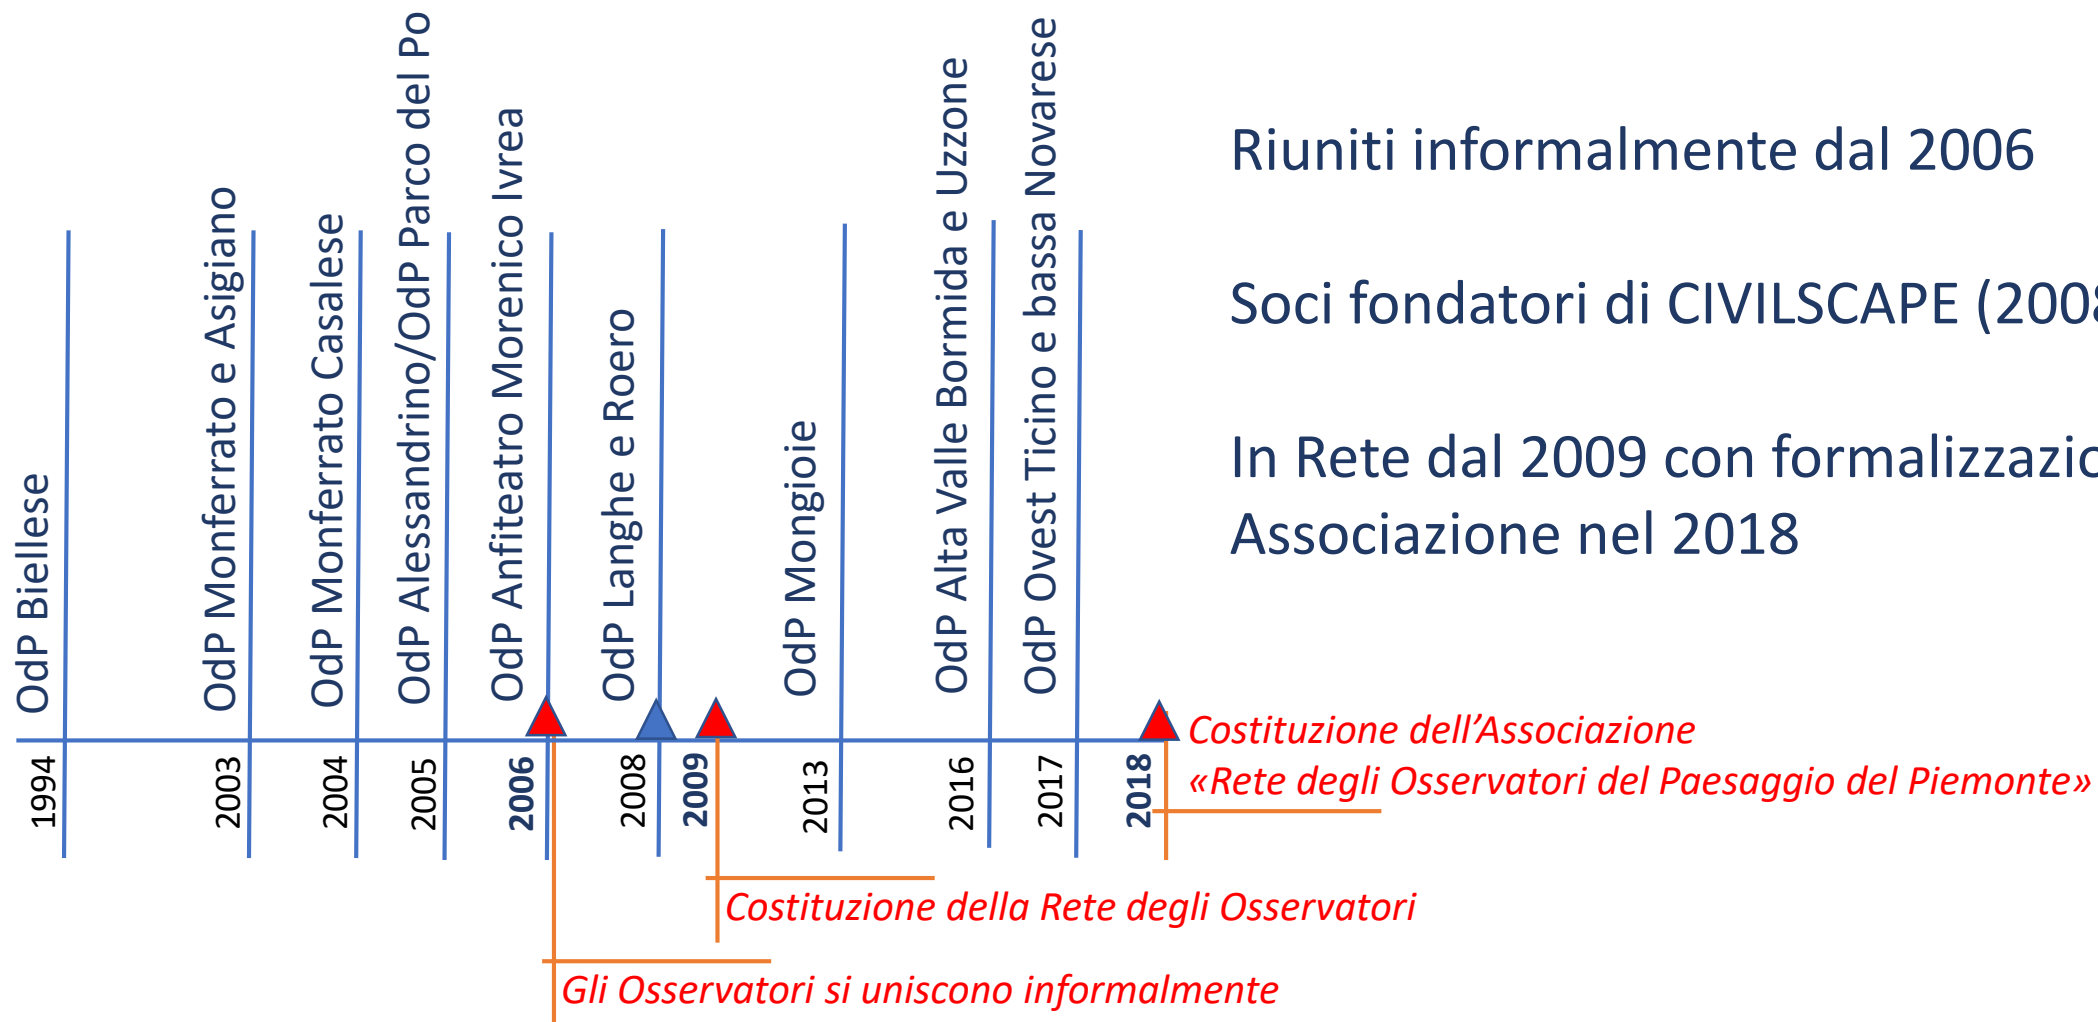 OdP Biellese
OdP Monferrato e Asigiano
OdP Monferrato Casalese
OdP Alessandrino/OdP Parco del Po
OdP Anfiteatro Morenico Ivrea
OdP Langhe e Roero
OdP Mongioie
OdP Alta Valle Bormida e Uzzone
OdP Ovest Ticino e bassa Novarese
Riuniti informalmente dal 2006
Soci fondatori di CIVILSCAPE (2008
In Rete dal 2009 con formalizzazio
Associazione nel 2018
1994
2003
2004
2005
2006
2008
2009
2013
2016
2017
2018
Costituzione dell’Associazione
«Rete degli Osservatori del Paesaggio del Piemonte»
Costituzione della Rete degli Osservatori
Gli Osservatori si uniscono informalmente